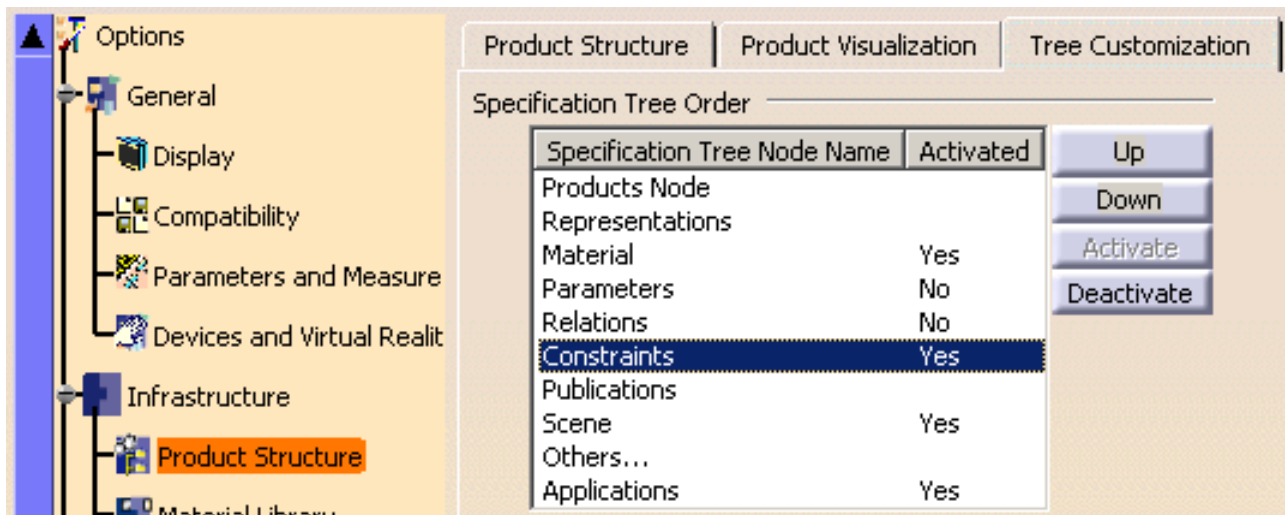 Options
General
Display
Compatibility
Parameters and Measure
Devices and Virtual Realit
Infrastructure
Product Structure
Material Library
Product Structure Product Visualization Tree Customization
Specification Tree Order
Specification Tree Node Name Activated
Products Node
Representations
Material Yes
Parameters No
Relations No
Constraints Yes
Publications
Scene Yes
Others...
Applications Yes
Up
Down
Activate
Deactivate